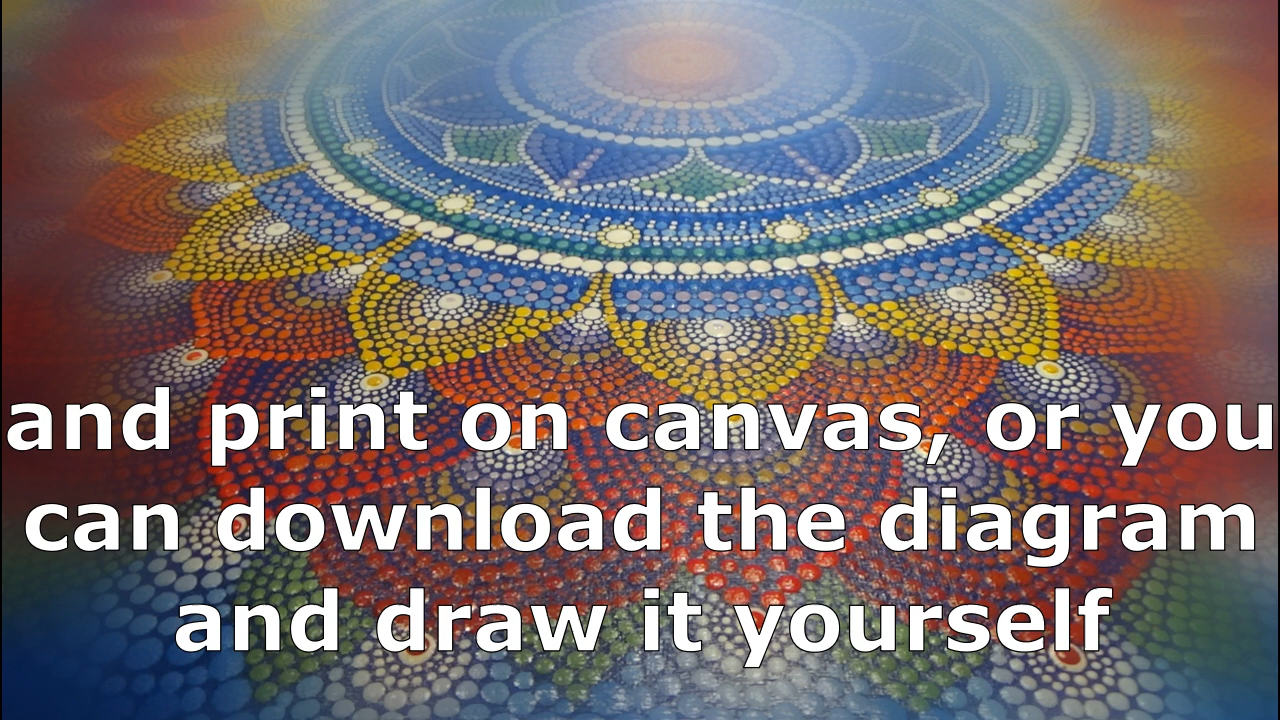 and print on canvas, or you
can download the diagram
and draw it yourself